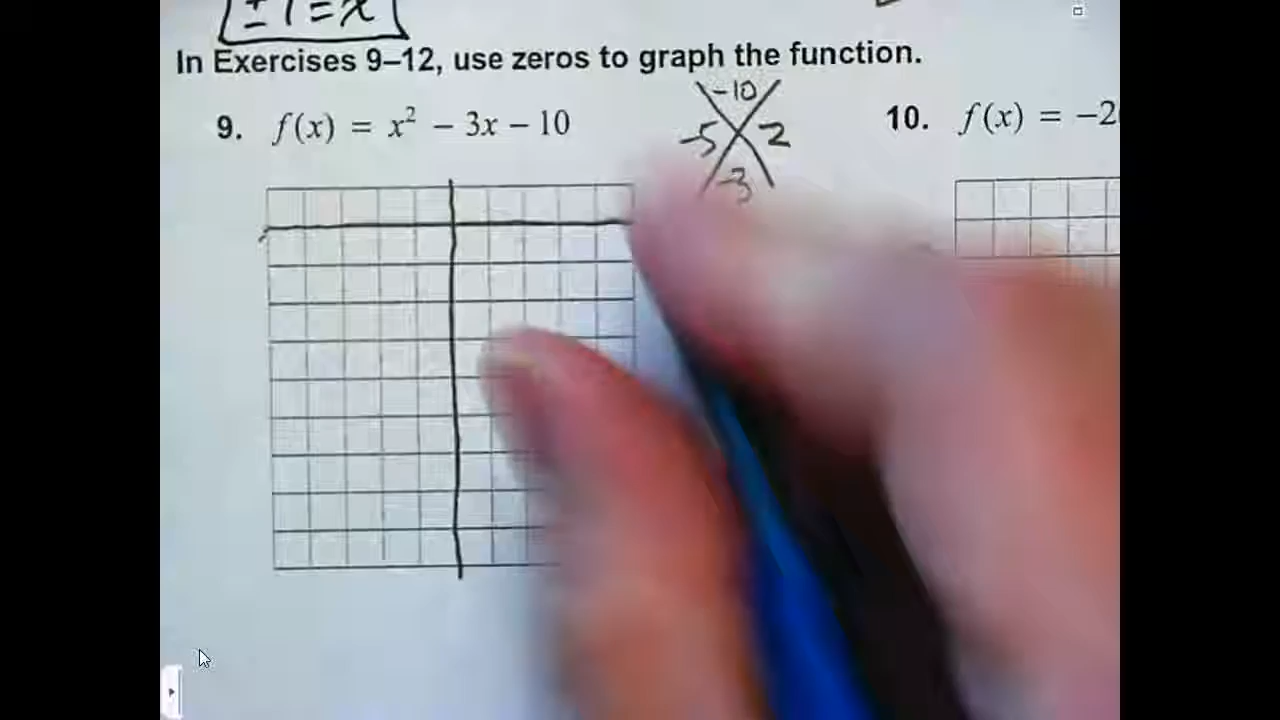 ± 1 = x
In Exercises 9–12, use zeros to graph the function.
9. f(x) = x² − 3x − 10
-10
-5 2
-3
10. f(x) = −2